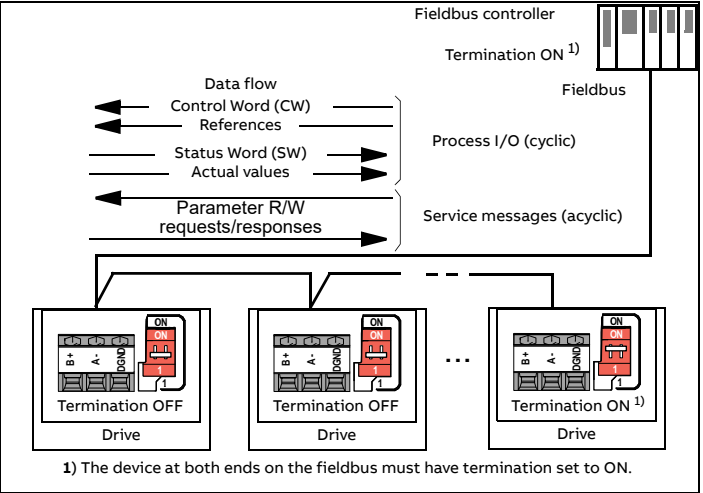 Fieldbus controller
Termination ON 1)
Fieldbus
Data flow
Control Word (CW)
References
Process I/O (cyclic)
Status Word (SW)
Actual values
Parameter R/W
requests/responses
Service messages (acyclic)
ON
ON
B+
A-
DGND
1
1
Termination OFF
Drive
ON
ON
B+
A-
DGND
1
1
Termination OFF
Drive
...
ON
ON
B+
A-
DGND
1
1
Termination ON 1)
Drive
1) The device at both ends on the fieldbus must have termination set to ON.